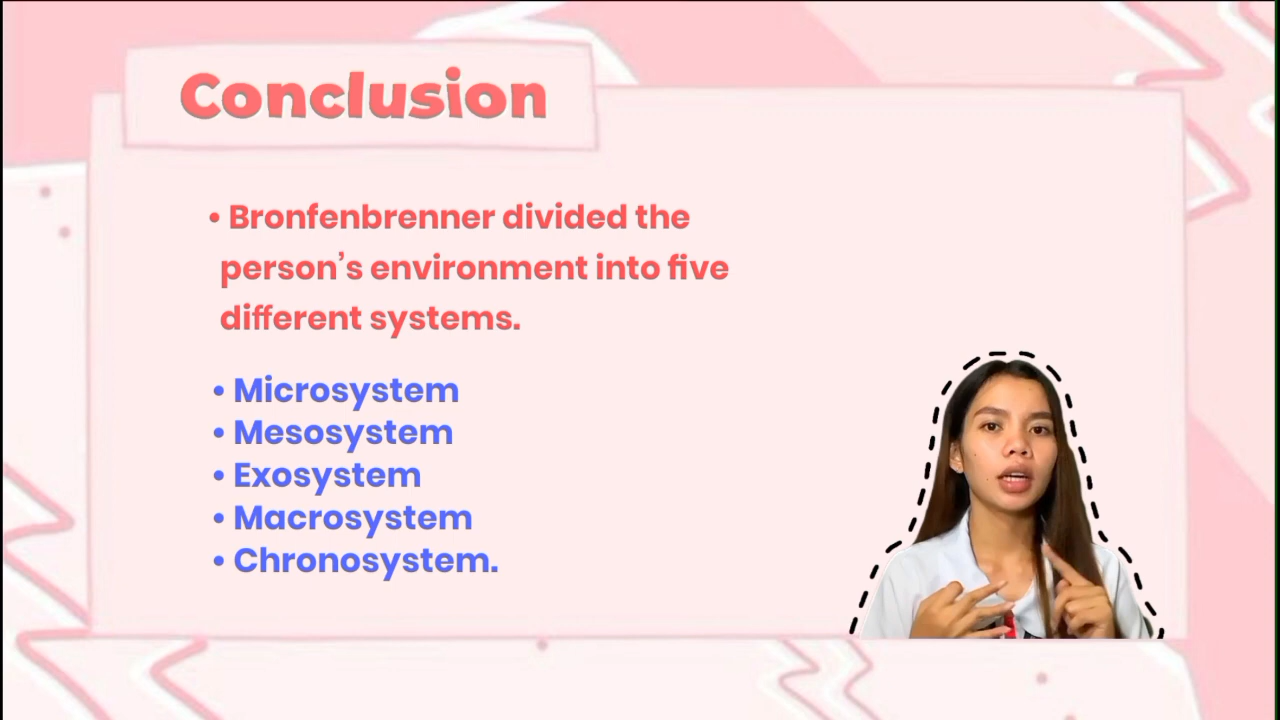 Conclusion
• Bronfenbrenner divided the
person’s environment into five
different systems.
• Microsystem
• Mesosystem
• Exosystem
• Macrosystem
• Chronosystem.